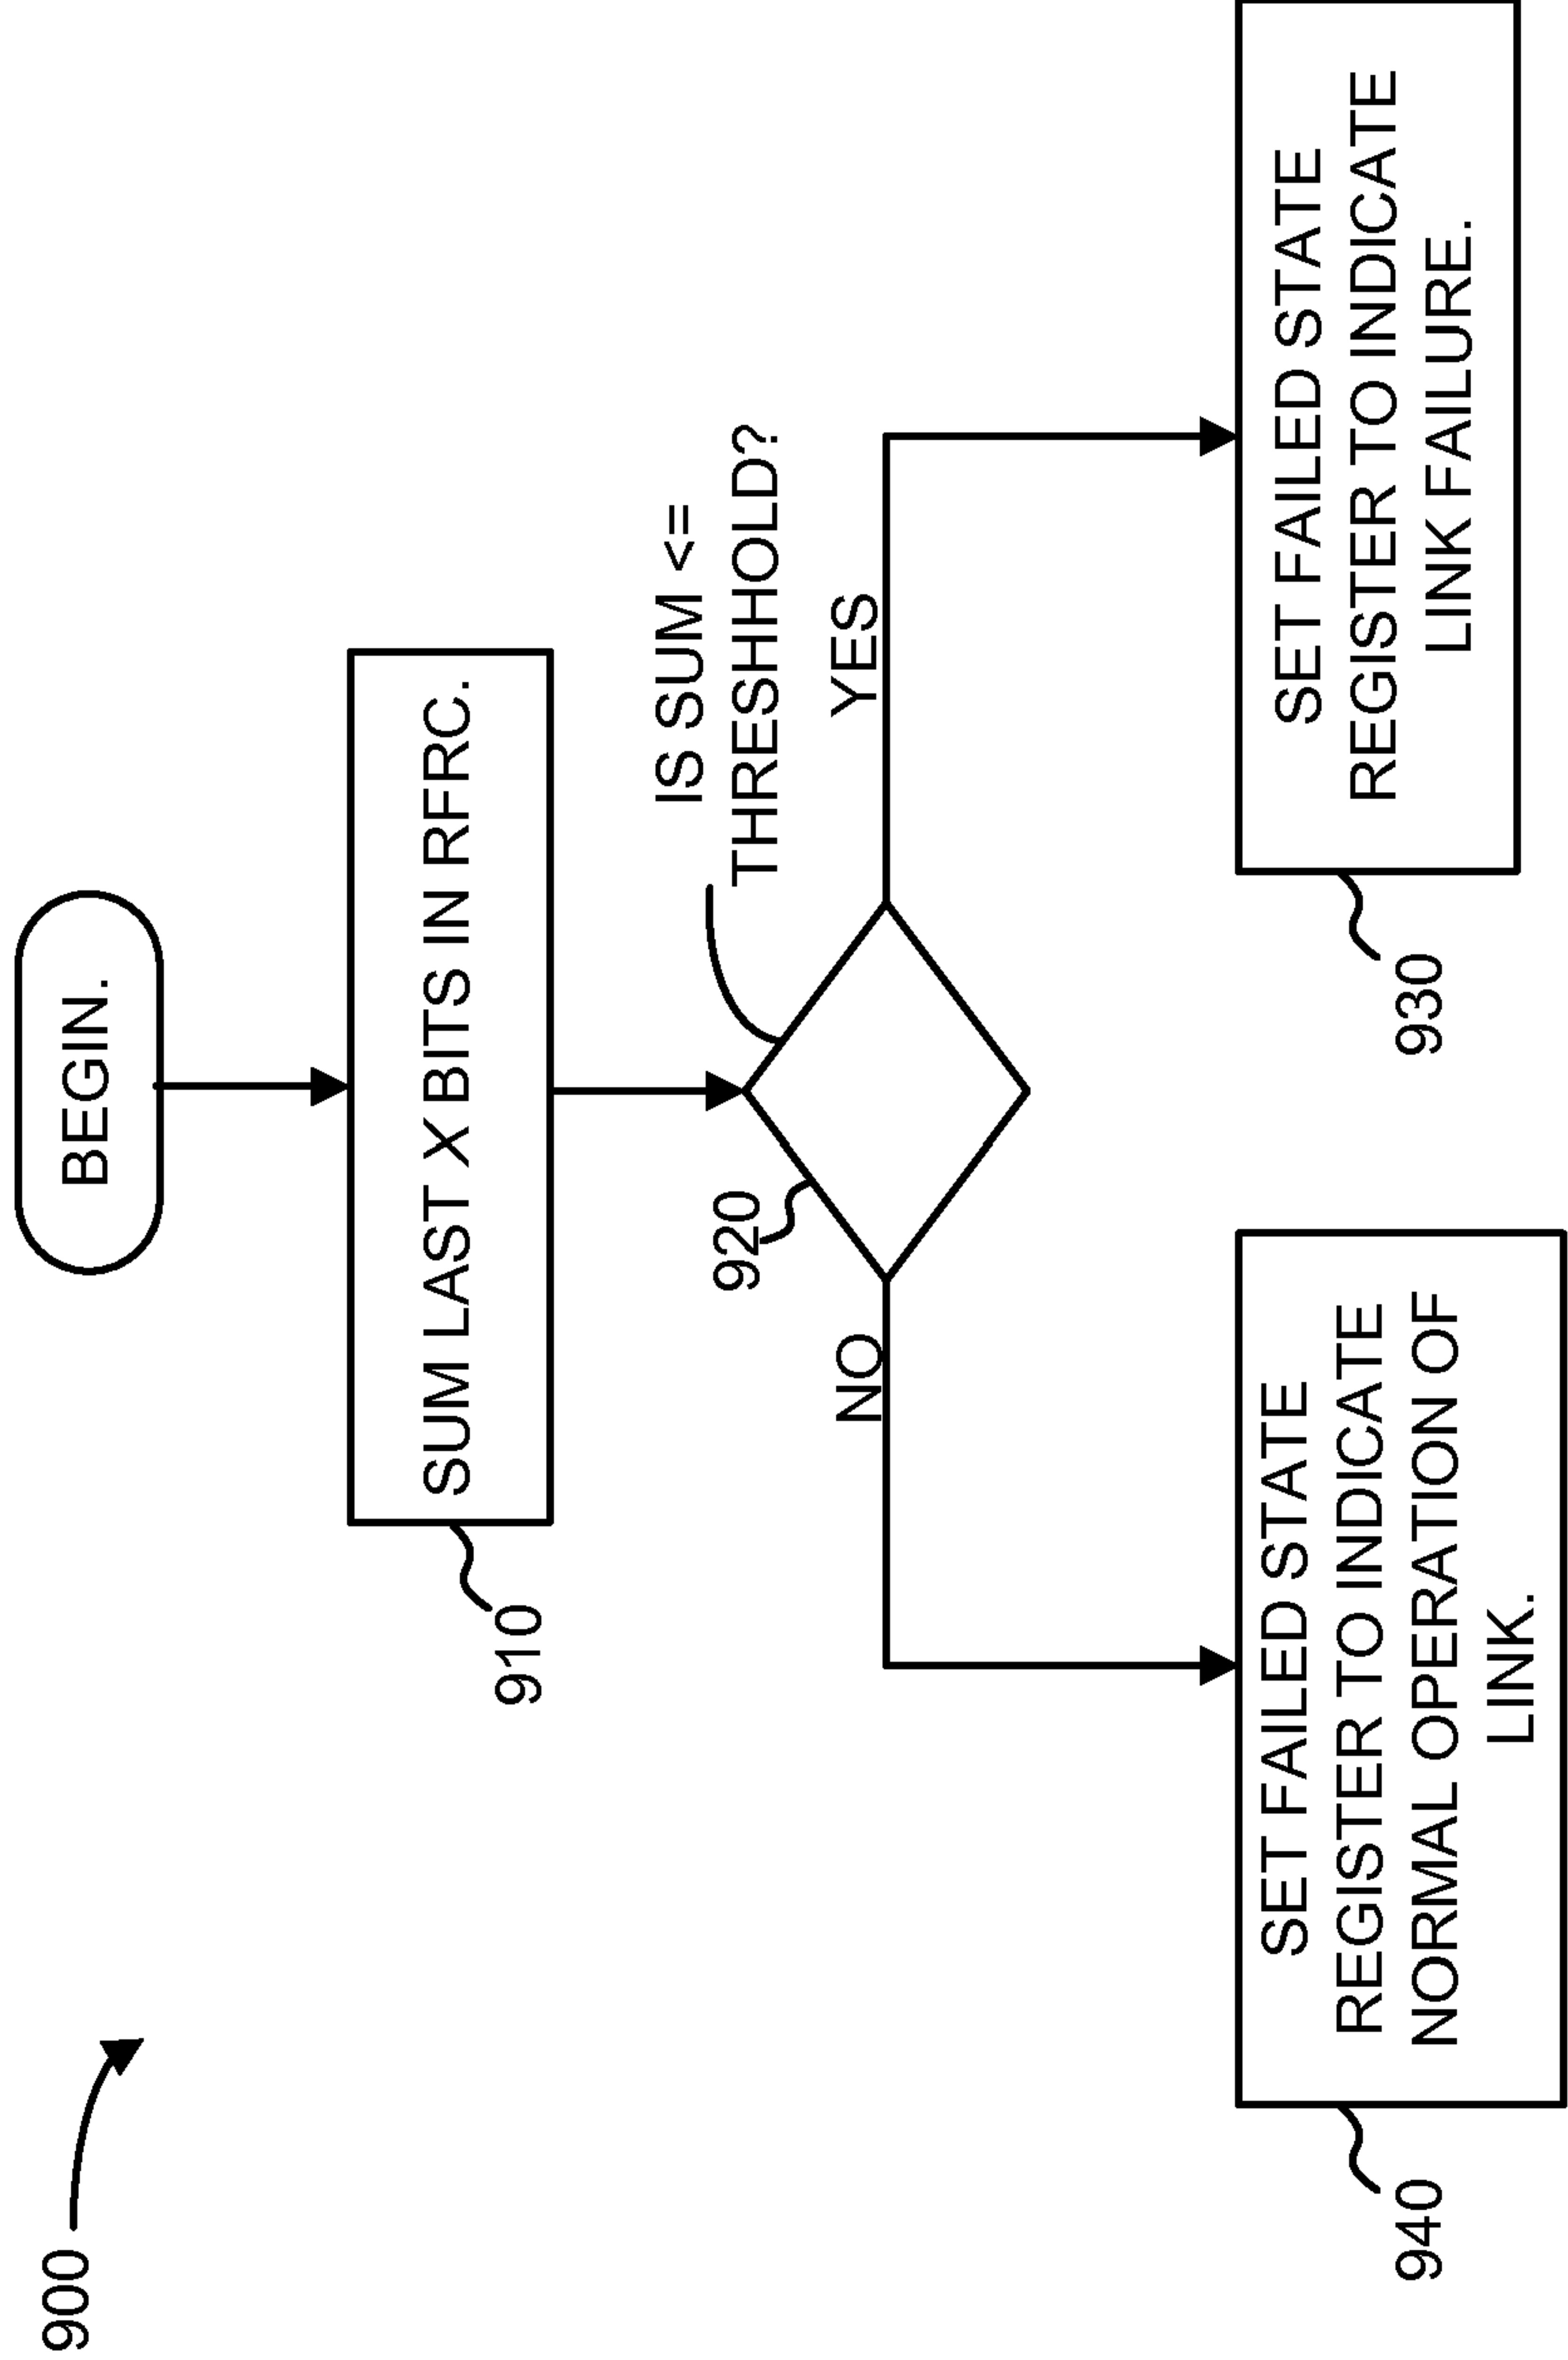 900
BEGIN.
SUM LAST X BITS IN RFRC.
910
920
IS SUM <=
THRESHHOLD?
NO
YES
SET FAILED STATE
REGISTER TO INDICATE
NORMAL OPERATION OF
LINK.
940
SET FAILED STATE
REGISTER TO INDICATE
LINK FAILURE.
930